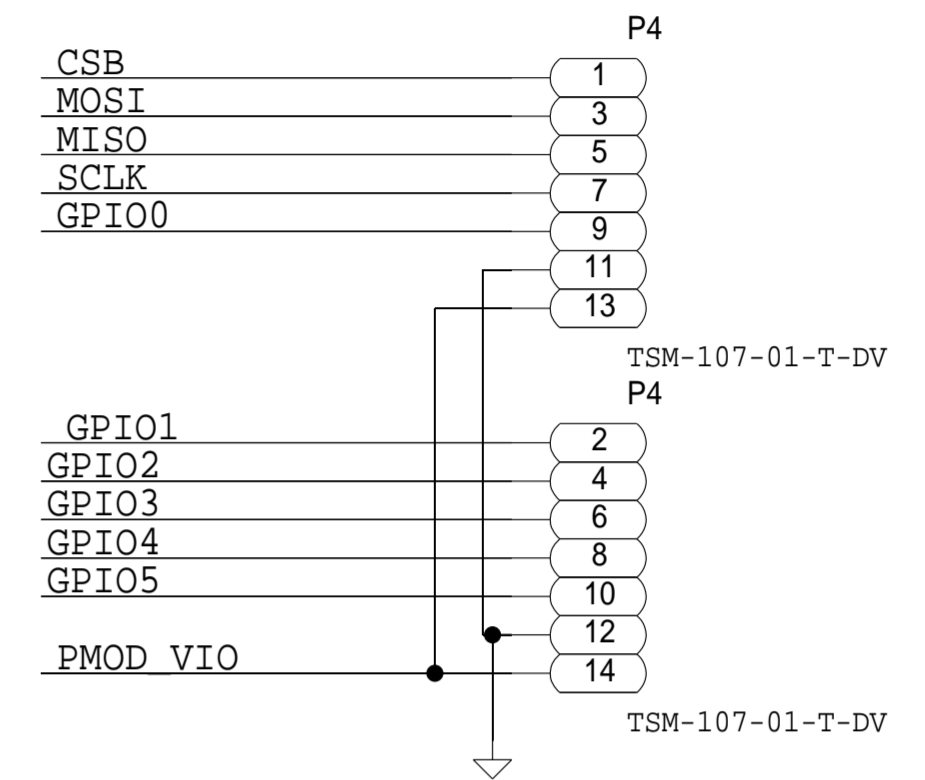 P4
CSB
1
MOSI
3
MISO
5
SCLK
7
GPIO0
9
11
13
TSM-107-01-T-DV
P4
GPIO1
2
GPIO2
4
GPIO3
6
GPIO4
8
GPIO5
10
12
PMOD_VIO
14
TSM-107-01-T-DV